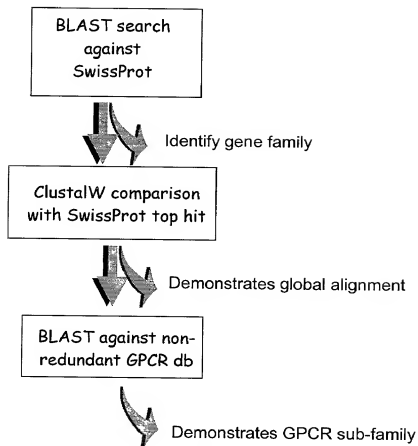 BLAST search
against
SwissProt
Identify gene family
ClustalW comparison
with SwissProt top hit
Demonstrates global alignment
BLAST against non-
redundant GPCR db
Demonstrates GPCR sub-family